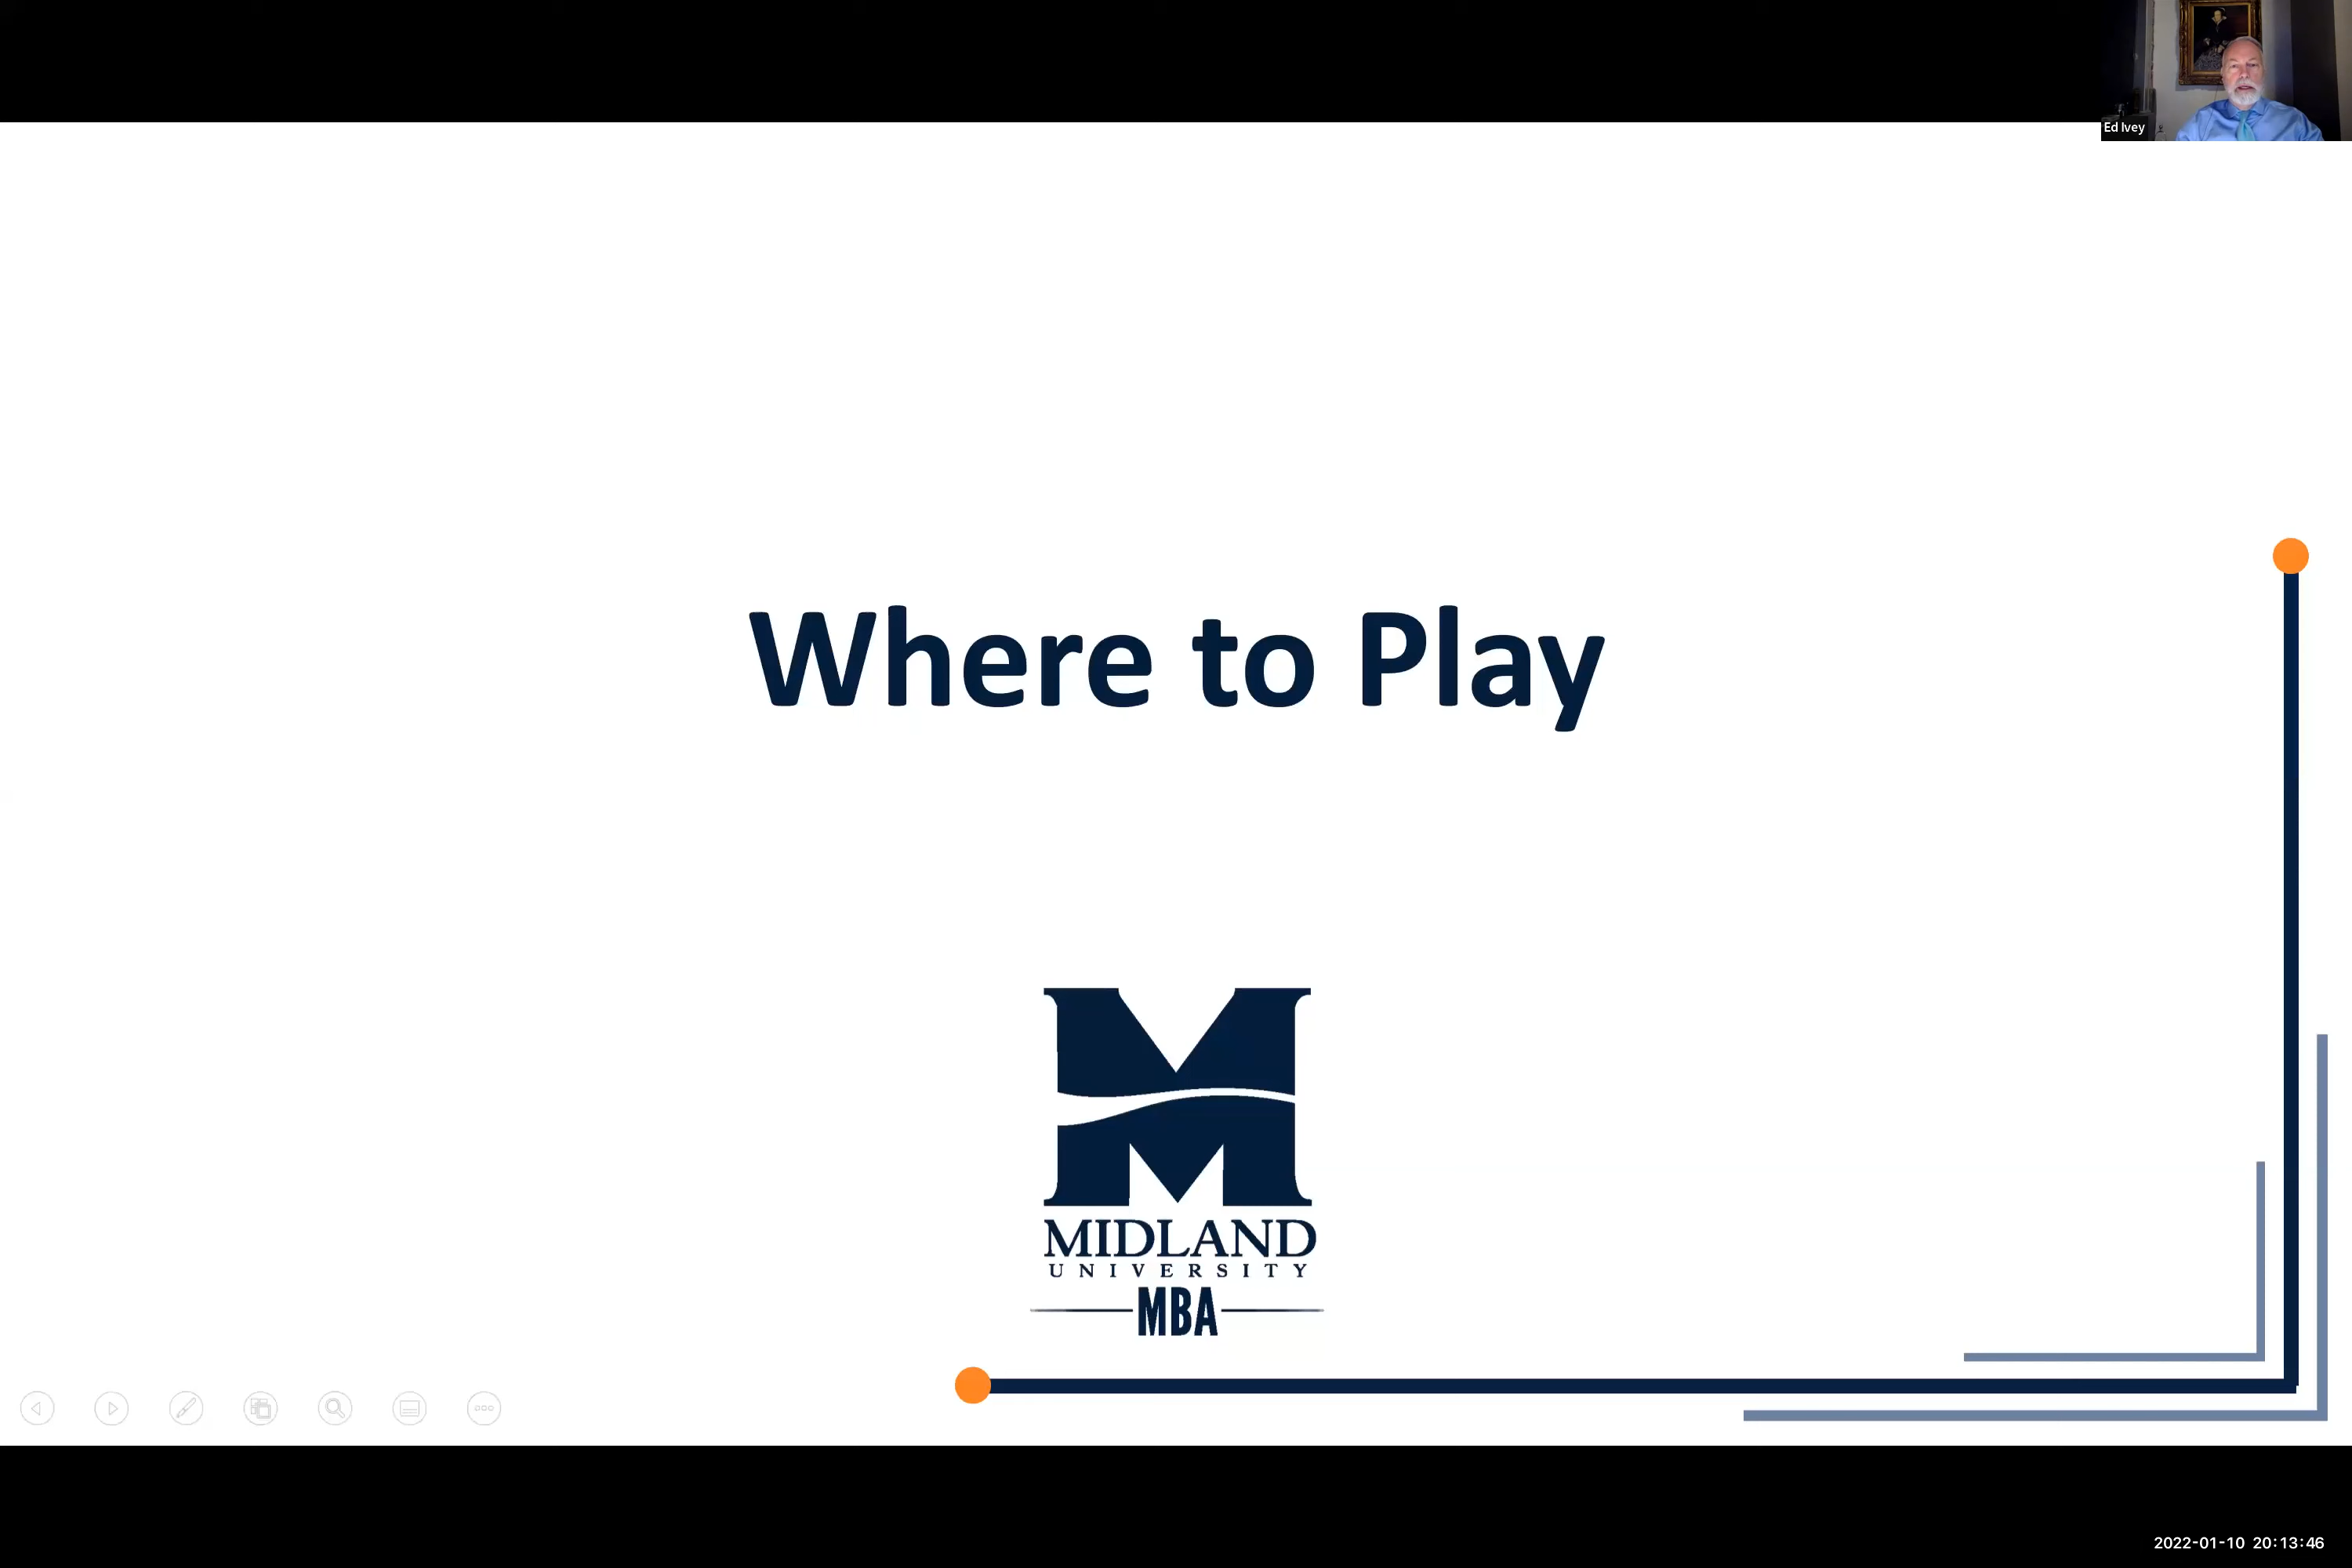 Ed Ivey
Where to Play
MIDLAND
UNIVERSITY
MBA
2022-01-10 20:13:46